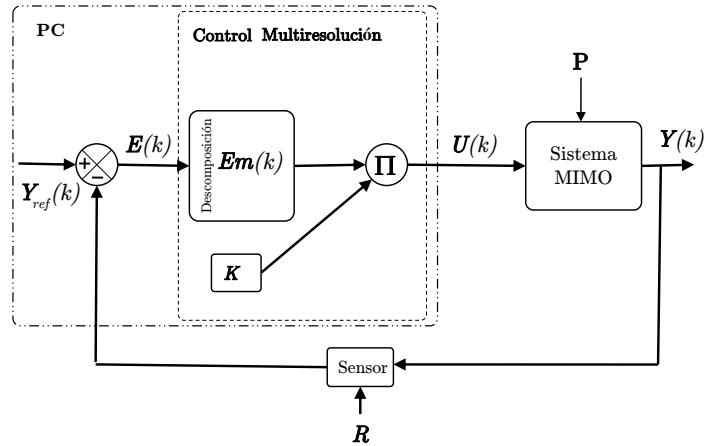 PC
Control Multiresolución
P
E(k)
U(k)
Y(k)
Descomposición
Em(k)
Π
Sistema
MIMO
+
−
Y_ref(k)
K
Sensor
R